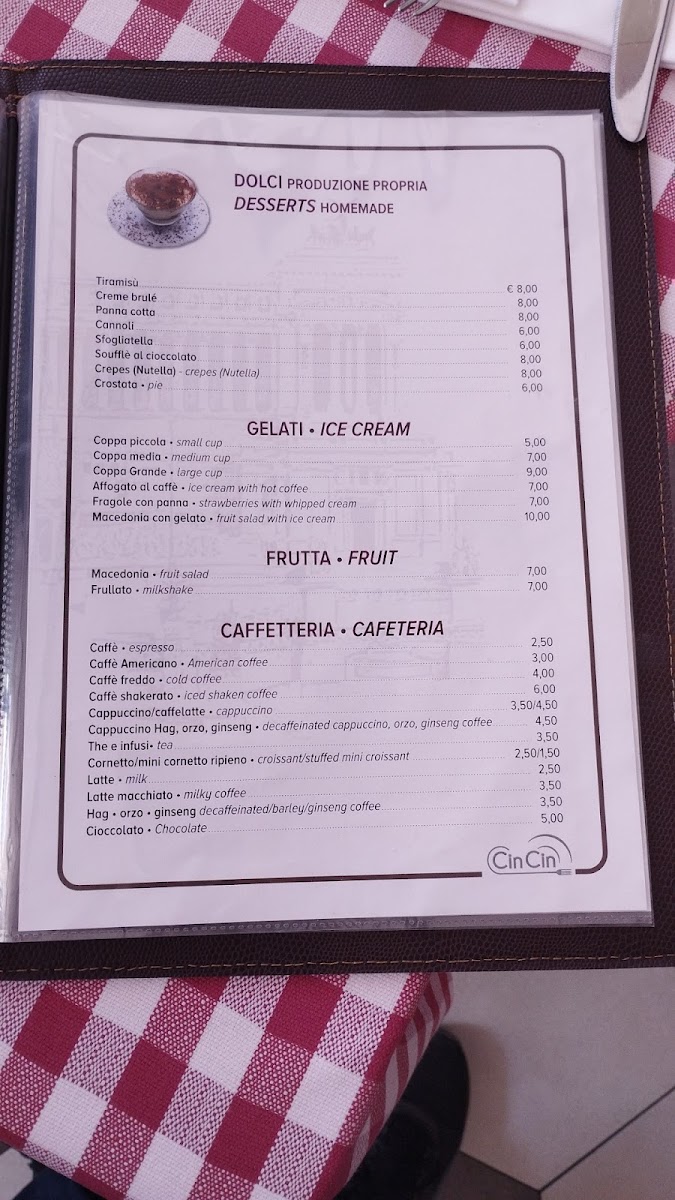 DOLCI PRODUZIONE PROPRIA
DESSERTS HOMEMADE
Tiramisù € 8,00
Creme brulé 8,00
Panna cotta 8,00
Cannoli 6,00
Sfogliatella 6,00
Soufflè al cioccolato 8,00
Crepes (Nutella) - crepes (Nutella) 8,00
Crostata • pie 6,00
GELATI • ICE CREAM
Coppa piccola • small cup 5,00
Coppa media • medium cup 7,00
Coppa Grande • large cup 9,00
Affogato al caffè • ice cream with hot coffee 7,00
Fragole con panna • strawberries with whipped cream 7,00
Macedonia con gelato • fruit salad with ice cream 10,00
FRUTTA • FRUIT
Macedonia • fruit salad 7,00
Frullato • milkshake 7,00
CAFFETTERIA • CAFETERIA
Caffè • espresso 2,50
Caffè Americano • American coffee 3,00
Caffè freddo • cold coffee 4,00
Caffè shakerato • iced shaken coffee 6,00
Cappuccino/caffelatte • cappuccino 3,50/4,50
Cappuccino Hag, orzo, ginseng • decaffeinated cappuccino, orzo, ginseng coffee 4,50
The e infusi• tea 3,50
Cornetto/mini cornetto ripieno • croissant/stuffed mini croissant 2,50/1,50
Latte • milk 2,50
Latte macchiato • milky coffee 3,50
Hag • orzo • ginseng decaffeinated/barley/ginseng coffee 3,50
Cioccolato • Chocolate 5,00
CinCin